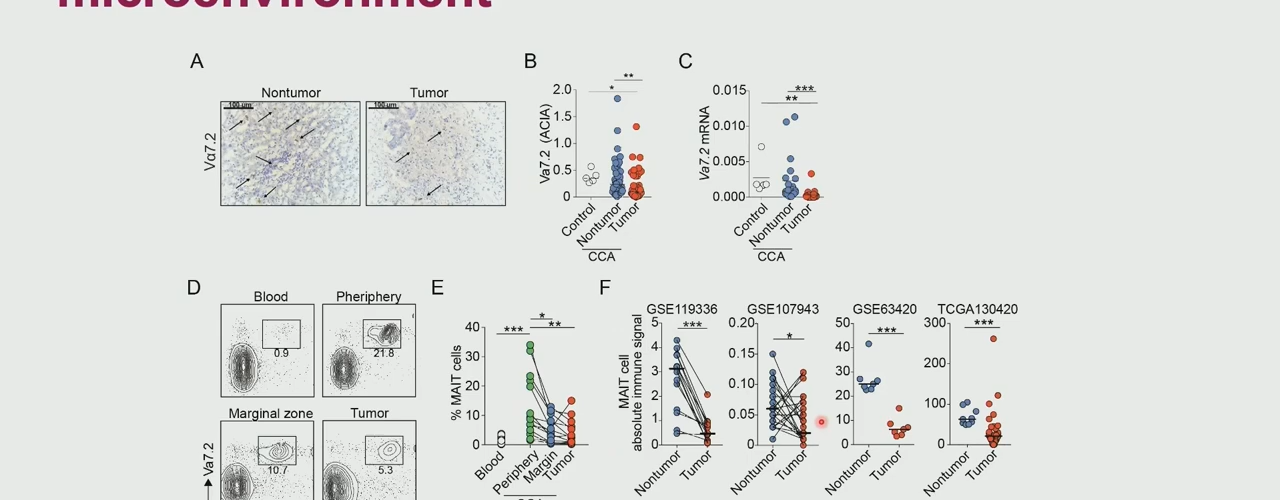 microenvironment
A
Nontumor
Tumor
100 µm
100 µm
Vα7.2
B
**
*
2.0
1.5
1.0
0.5
0
Va7.2 (ACIA)
Control
Nontumor
Tumor
CCA
C
***
**
0.015
0.010
0.005
0.000
Va7.2 mRNA
Control
Nontumor
Tumor
CCA
D
Blood
Pheriphery
0.9
21.8
Marginal zone
Tumor
10.7
5.3
Va7.2
E
*
*** **
40
30
20
10
0
% MAIT cells
Blood
Periphery
Margin
Tumor
CCA
F
MAIT cell
absolute immune signal
GSE119336
***
5
4
3
2
1
0
Nontumor
Tumor
GSE107943
*
0.20
0.15
0.10
0.05
0
Nontumor
Tumor
GSE63420
***
50
40
30
20
10
0
Nontumor
Tumor
TCGA130420
***
300
200
100
0
Nontumor
Tumor